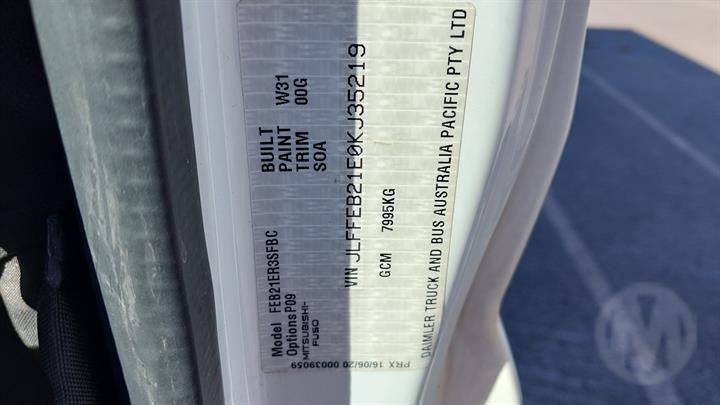 Model FEB21ER3SFBC
Options P09
MITSUBISHI-
FUSO
BUILT
PAINT W31
TRIM 00G
SOA
VIN JLFFEB21E0KJ35219
GCM 7995KG
DAIMLER TRUCK AND BUS AUSTRALIA PACIFIC PTY LTD
PRX 16/06/20 00039059
M